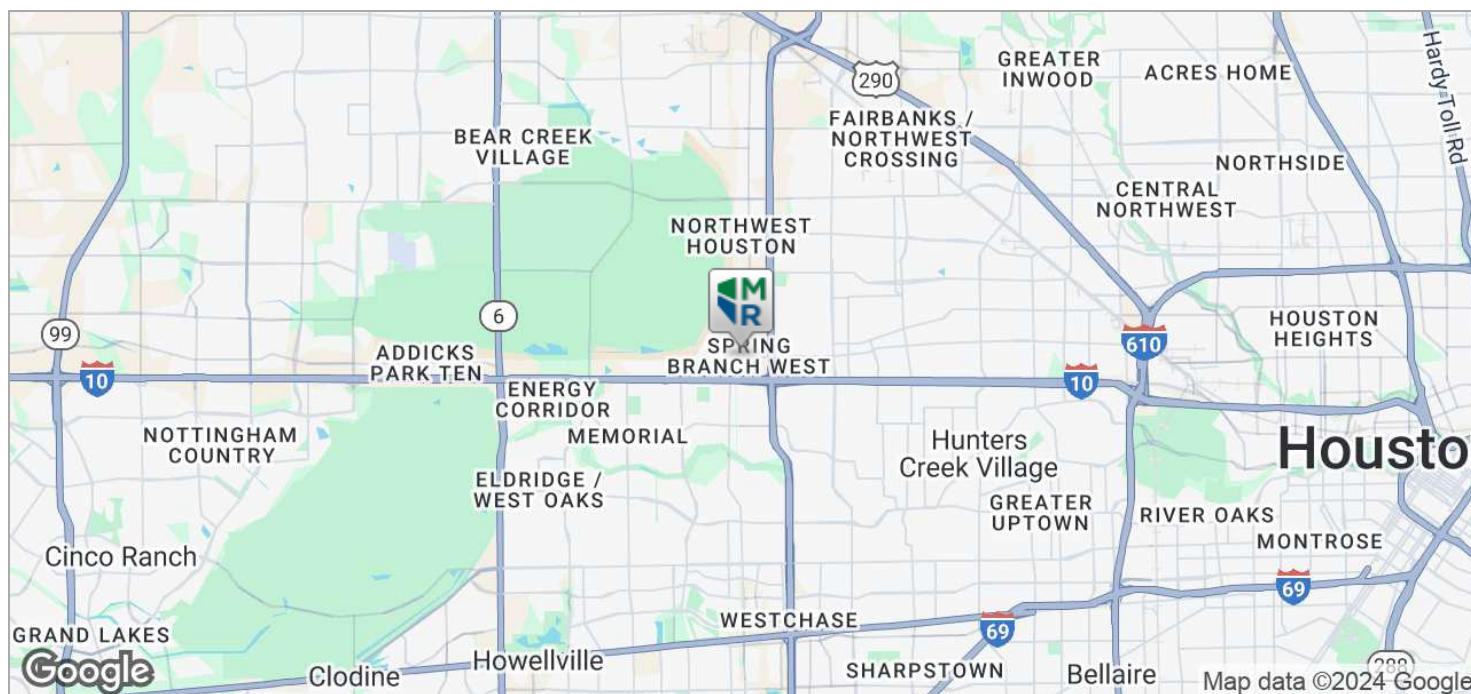 Hardy Toll Rd
290
GREATER
INWOOD
ACRES HOME
FAIRBANKS /
NORTHWEST
CROSSING
BEAR CREEK
VILLAGE
NORTHSIDE
CENTRAL
NORTHWEST
NORTHWEST
HOUSTON
M
R
6
99
SPRING
BRANCH WEST
610
HOUSTON
HEIGHTS
ADDICKS
PARK TEN
10
10
ENERGY
CORRIDOR
NOTTINGHAM
COUNTRY
MEMORIAL
Hunters
Creek Village
Housto
ELDRIDGE /
WEST OAKS
GREATER
UPTOWN
RIVER OAKS
MONTROSE
Cinco Ranch
69
WESTCHASE
69
GRAND LAKES
Howellville
Google
Clodine
SHARPSTOWN
Bellaire
288
Map data ©2024 Google